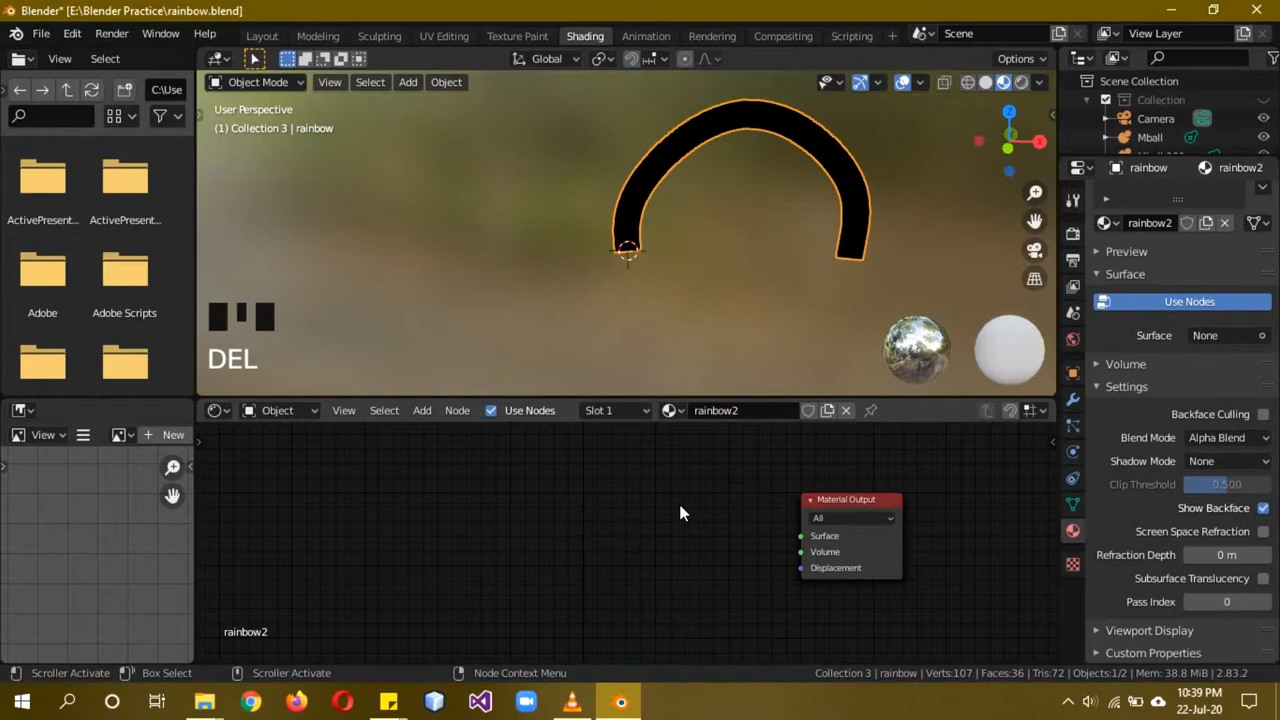 Blender* [E:\Blender Practice\rainbow.blend]
File Edit Render Window Help
Layout Modeling Sculpting UV Editing Texture Paint Shading Animation Rendering Compositing Scripting
Scene
View Layer
View Select
Global
Options
C:\Use
Object Mode View Select Add Object
User Perspective
(1) Collection 3 | rainbow
Z
X
Scene Collection
Collection
Camera
Mball
rainbow rainbow2
rainbow2
Preview
Surface
Use Nodes
Surface None
Volume
Settings
Backface Culling
Blend Mode Alpha Blend
Shadow Mode None
Clip Threshold 0.500
Show Backface
Screen Space Refraction
Refraction Depth 0 m
Subsurface Translucency
Pass Index 0
Viewport Display
Custom Properties
ActivePresent... ActivePresent...
Adobe Adobe Scripts
DEL
Object View Select Add Node Use Nodes Slot 1 rainbow2
View New
Material Output
All
Surface
Volume
Displacement
rainbow2
Scroller Activate Box Select Scroller Activate Node Context Menu
Collection 3 | rainbow | Verts:107 | Faces:36 | Tris:72 | Objects:1/2 | Mem: 38.8 MiB | 2.83.2
10:39 PM
22-Jul-20